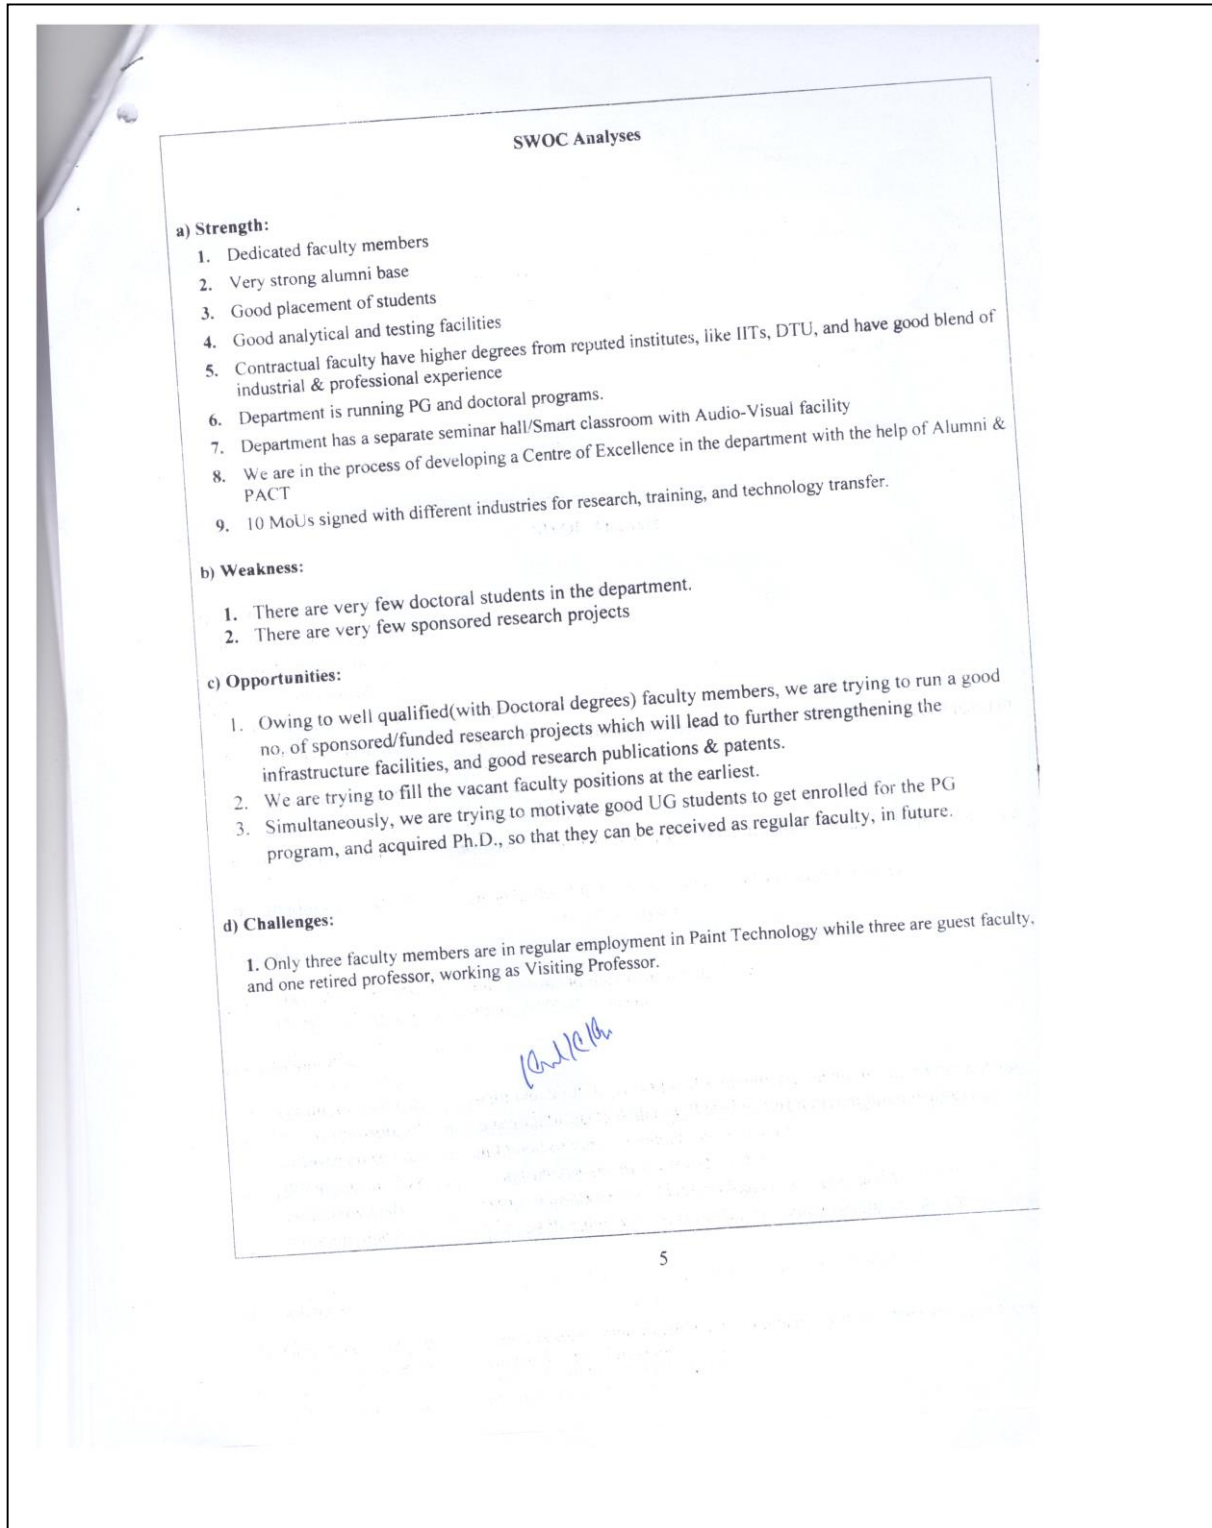 SWOC Analyses
a) Strength:
1. Dedicated faculty members
2. Very strong alumni base
3. Good placement of students
4. Good analytical and testing facilities
5. Contractual faculty have higher degrees from reputed institutes, like IITs, DTU, and have good blend of
industrial & professional experience
6. Department is running PG and doctoral programs.
7. Department has a separate seminar hall/Smart classroom with Audio-Visual facility
8. We are in the process of developing a Centre of Excellence in the department with the help of Alumni &
PACT
9. 10 MoUs signed with different industries for research, training, and technology transfer.
b) Weakness:
1. There are very few doctoral students in the department.
2. There are very few sponsored research projects
c) Opportunities:
1. Owing to well qualified(with Doctoral degrees) faculty members, we are trying to run a good
no. of sponsored/funded research projects which will lead to further strengthening the
infrastructure facilities, and good research publications & patents.
2. We are trying to fill the vacant faculty positions at the earliest.
3. Simultaneously, we are trying to motivate good UG students to get enrolled for the PG
program, and acquired Ph.D., so that they can be received as regular faculty, in future.
d) Challenges:
1. Only three faculty members are in regular employment in Paint Technology while three are guest faculty,
and one retired professor, working as Visiting Professor.
5